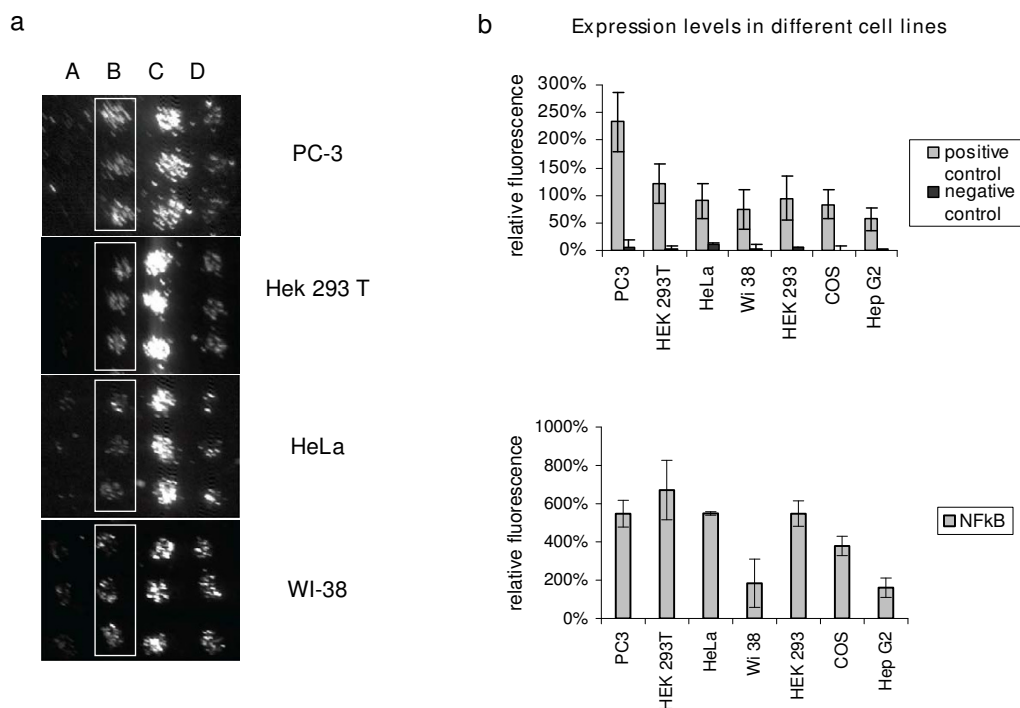 a
A B C D
PC-3
Hek 293 T
HeLa
WI-38
b
Expression levels in different cell lines
relative fluorescence
300%
250%
200%
150%
100%
50%
0%
PC3
HEK 293T
HeLa
Wi 38
HEK 293
COS
Hep G2
positive
control
negative
control
relative fluorescence
1000%
800%
600%
400%
200%
0%
PC3
HEK 293T
HeLa
Wi 38
HEK 293
COS
Hep G2
NFkB